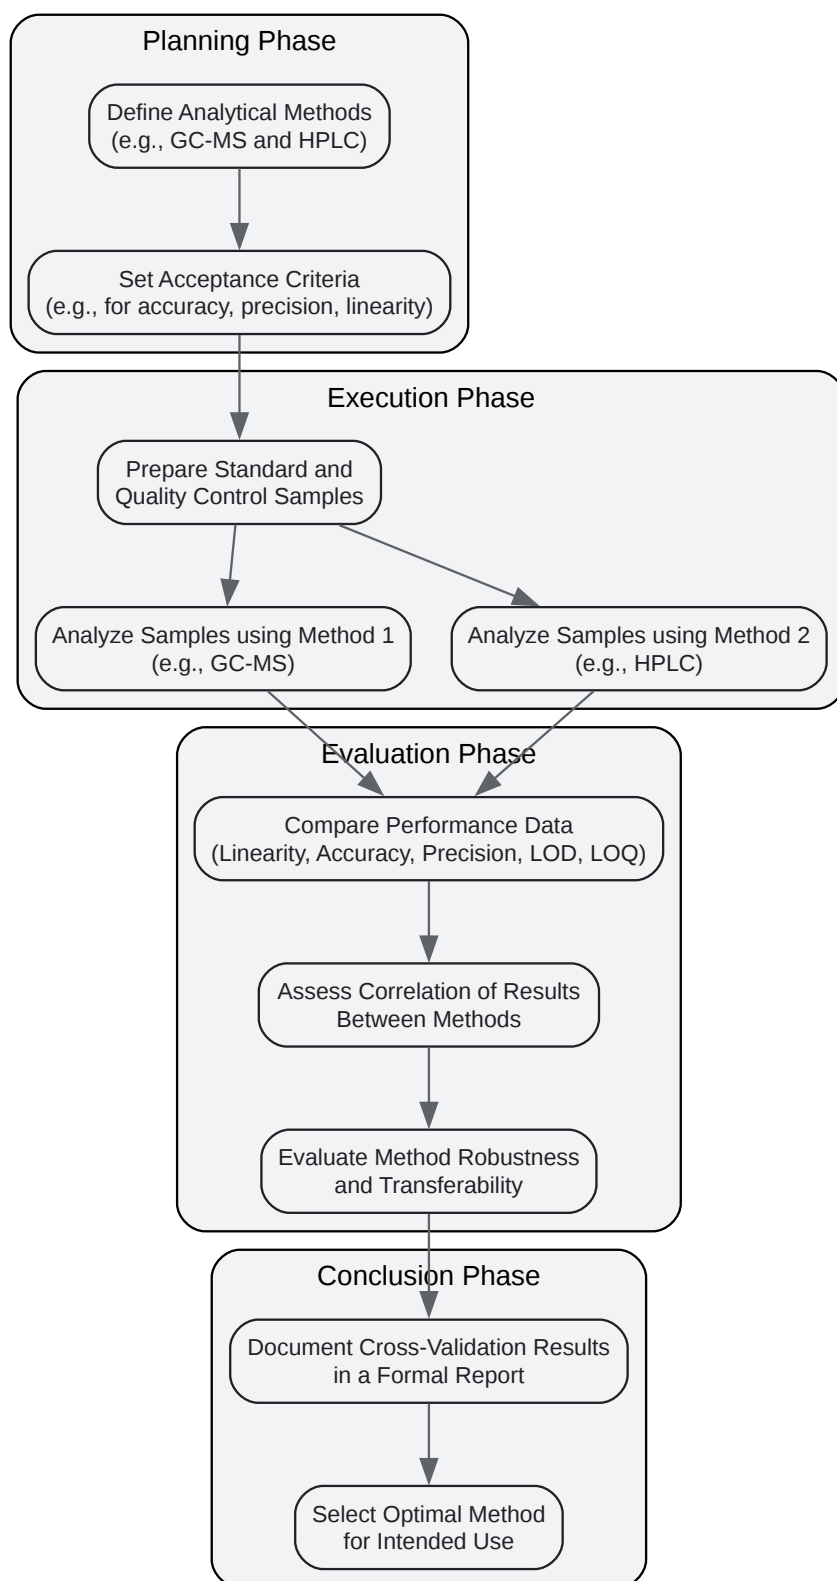 Planning Phase
Define Analytical Methods
(e.g., GC-MS and HPLC)
Set Acceptance Criteria
(e.g., for accuracy, precision, linearity)
Execution Phase
Prepare Standard and
Quality Control Samples
Analyze Samples using Method 1
(e.g., GC-MS)
Analyze Samples using Method 2
(e.g., HPLC)
Evaluation Phase
Compare Performance Data
(Linearity, Accuracy, Precision, LOD, LOQ)
Assess Correlation of Results
Between Methods
Evaluate Method Robustness
and Transferability
Conclusion Phase
Document Cross-Validation Results
in a Formal Report
Select Optimal Method
for Intended Use